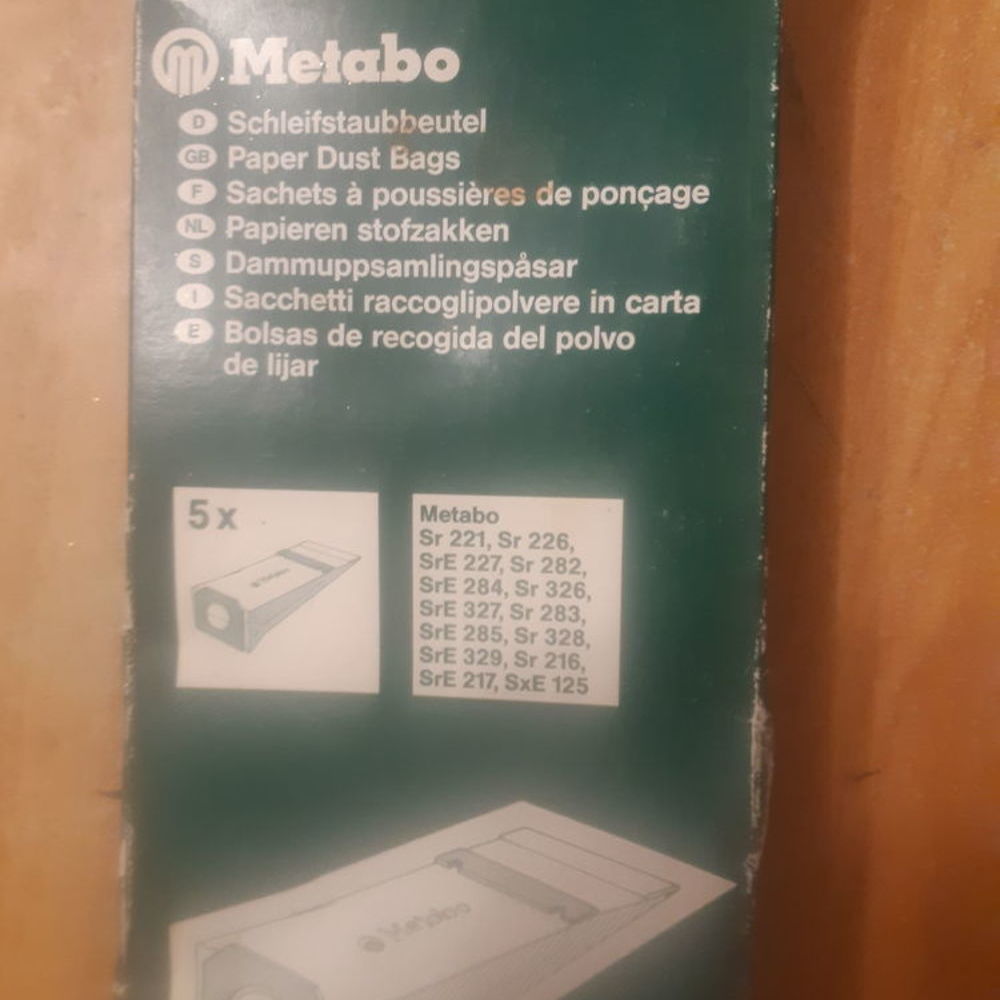 Metabo
D Schleifstaubbeutel
GB Paper Dust Bags
F Sachets à poussières de ponçage
NL Papieren stofzakken
S Dammuppsamlingspåsar
I Sacchetti raccoglipolvere in carta
E Bolsas de recogida del polvo
de lijar
5 x
Metabo
Metabo
Sr 221, Sr 226,
SrE 227, Sr 282,
SrE 284, Sr 326,
SrE 327, Sr 283,
SrE 285, Sr 328,
SrE 329, Sr 216,
SrE 217, SxE 125
Metabo